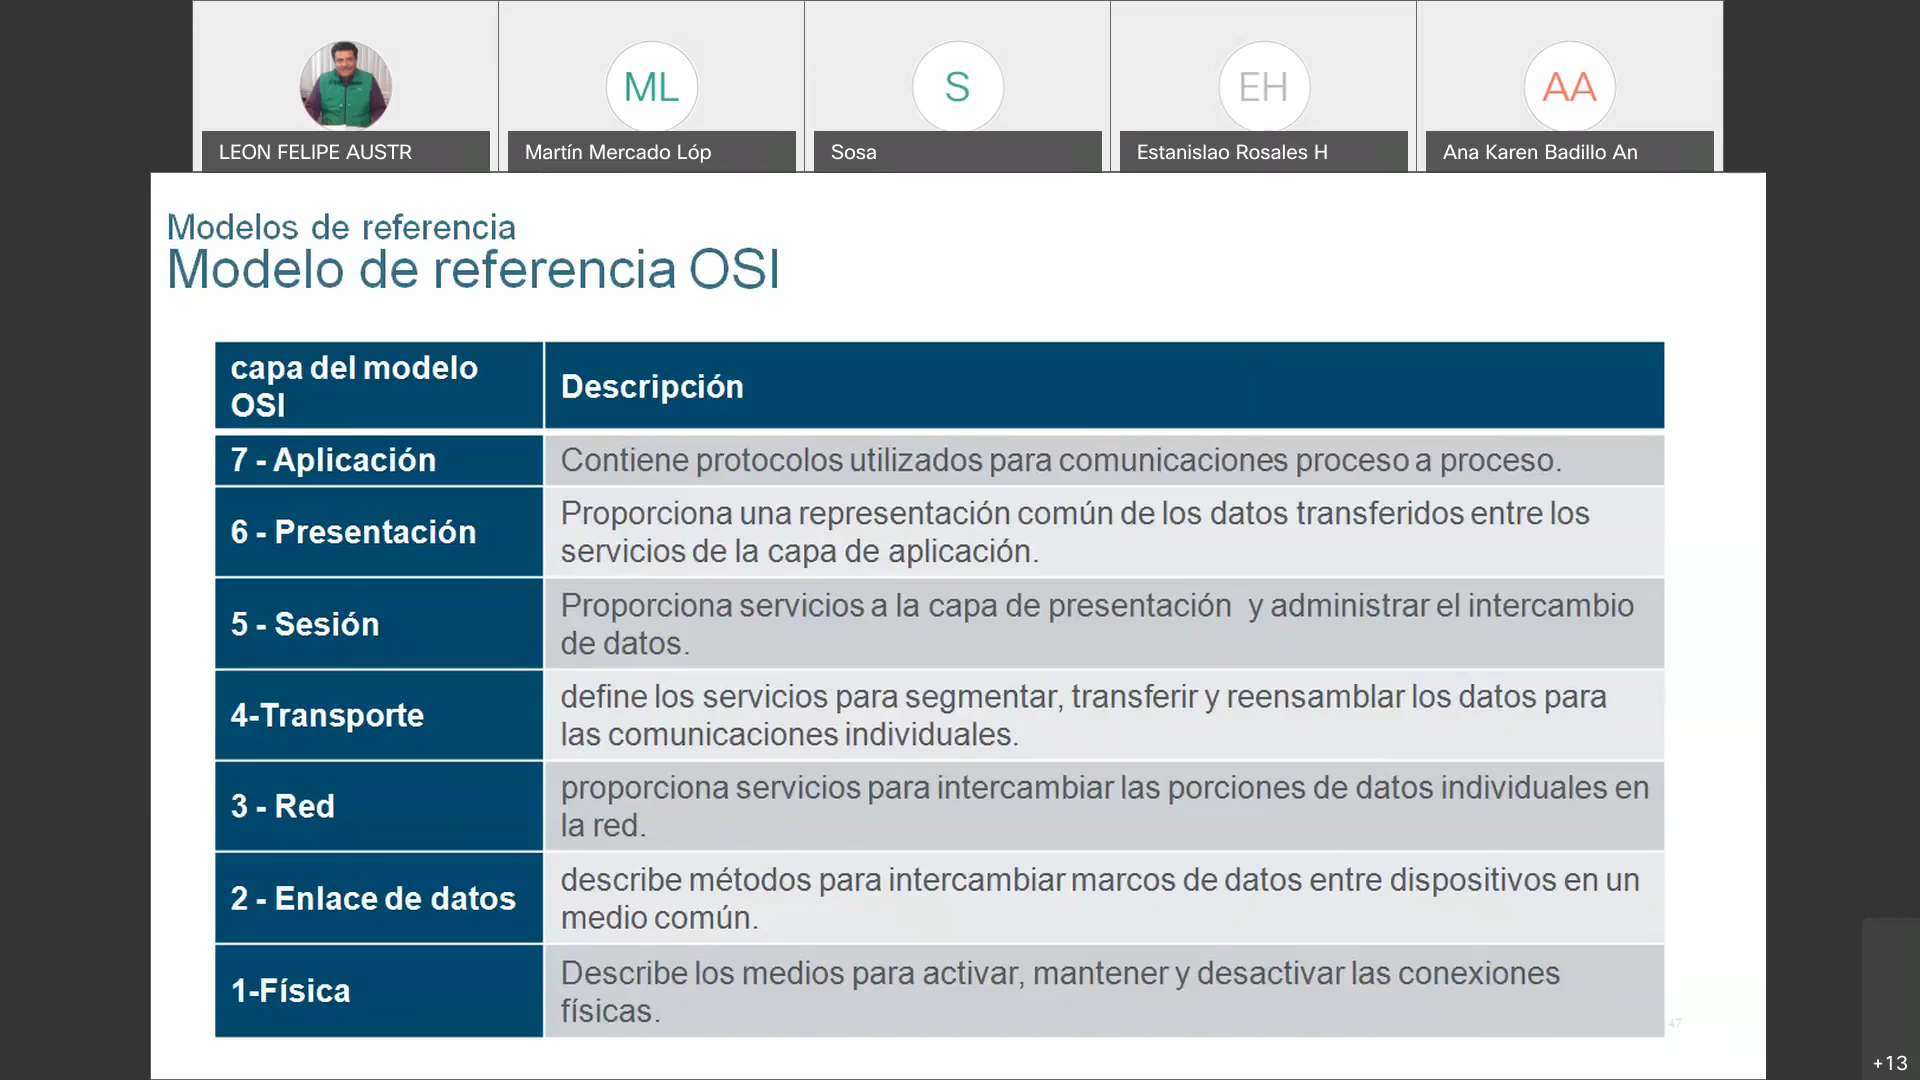 ML
S
EH
AA
LEON FELIPE AUSTR
Martín Mercado Lóp
Sosa
Estanislao Rosales H
Ana Karen Badillo An
Modelos de referencia
Modelo de referencia OSI
capa del modelo
OSI
Descripción
7 - Aplicación
Contiene protocolos utilizados para comunicaciones proceso a proceso.
6 - Presentación
Proporciona una representación común de los datos transferidos entre los
servicios de la capa de aplicación.
5 - Sesión
Proporciona servicios a la capa de presentación y administrar el intercambio
de datos.
4-Transporte
define los servicios para segmentar, transferir y reensamblar los datos para
las comunicaciones individuales.
3 - Red
proporciona servicios para intercambiar las porciones de datos individuales en
la red.
2 - Enlace de datos
describe métodos para intercambiar marcos de datos entre dispositivos en un
medio común.
1-Física
Describe los medios para activar, mantener y desactivar las conexiones
físicas.
47
+13